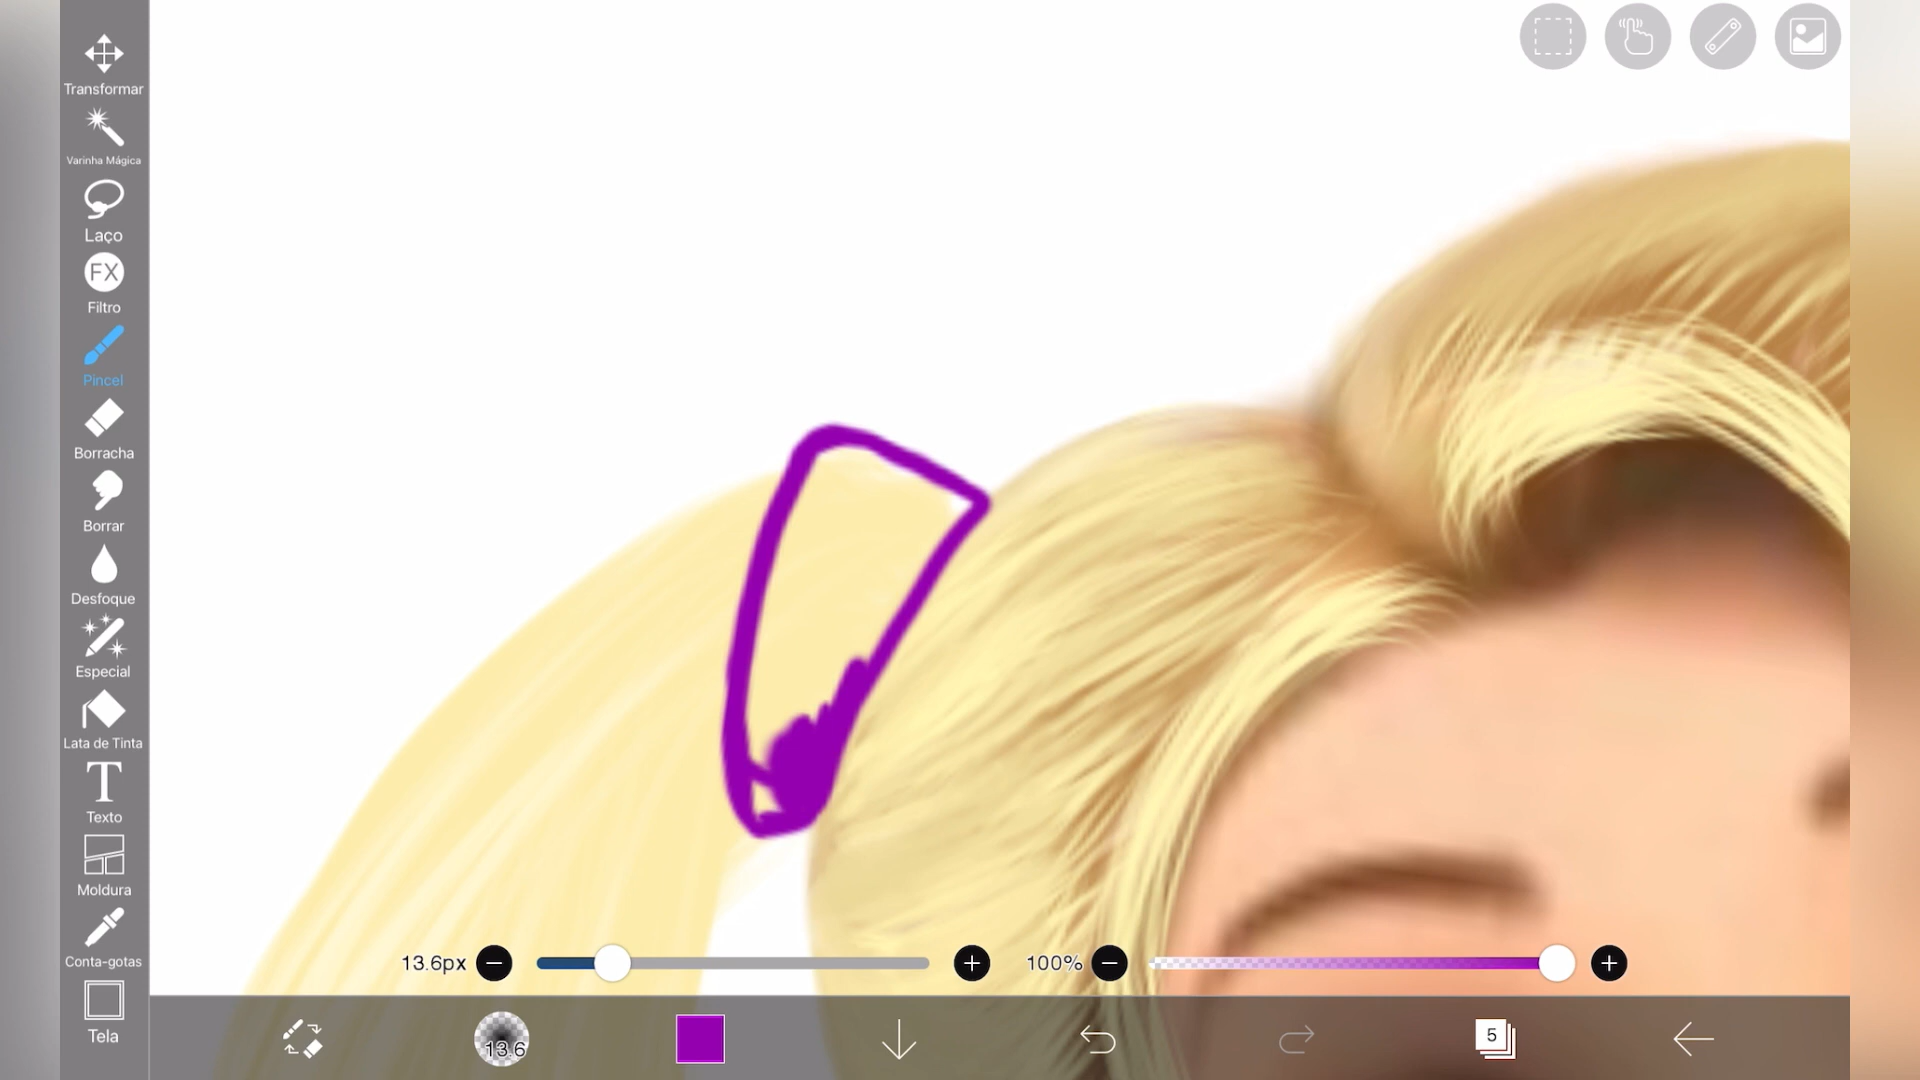 Transformar
Varinha Mágica
Laço
FX
Filtro
Pincel
Borracha
Borrar
Desfoque
Especial
Lata de Tinta
T
Texto
Moldura
Conta-gotas
Tela
13.6px
100%
13.6
5